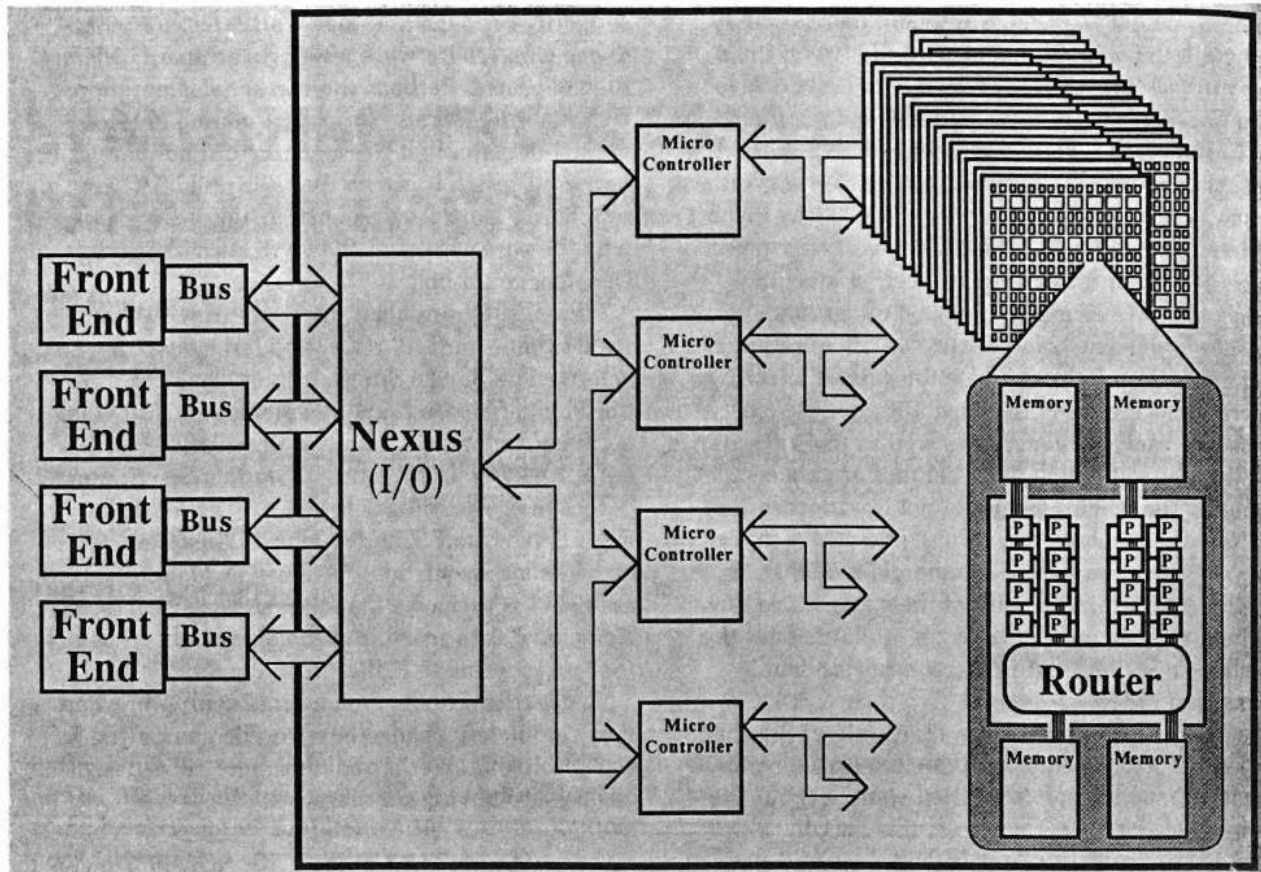 Front
End
Bus
Front
End
Bus
Front
End
Bus
Front
End
Bus
Nexus
(I/O)
Micro
Controller
Micro
Controller
Micro
Controller
Micro
Controller
Memory
Memory
P P P P
P P P P
P P P P
P P P P
Router
Memory
Memory